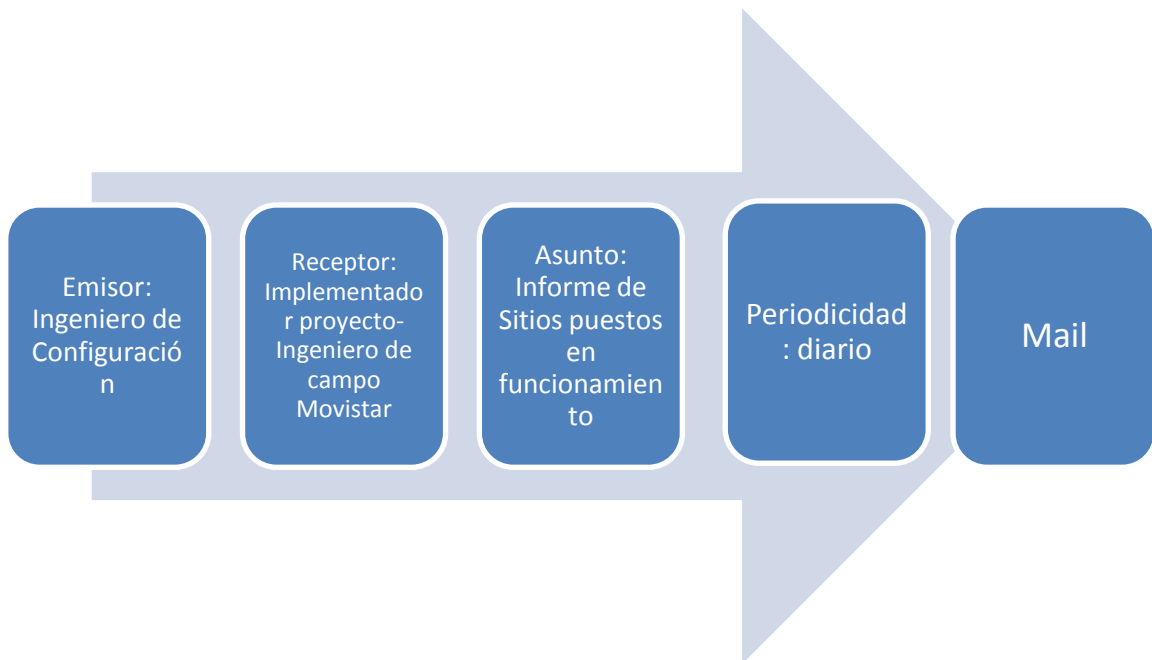 Emisor:
Ingeniero de
Configuració
n
Receptor:
Implementado
r proyecto-
Ingeniero de
campo
Movistar
Asunto:
Informe de
Sitios puestos
en
funcionamien
to
Periodicidad
: diario
Mail